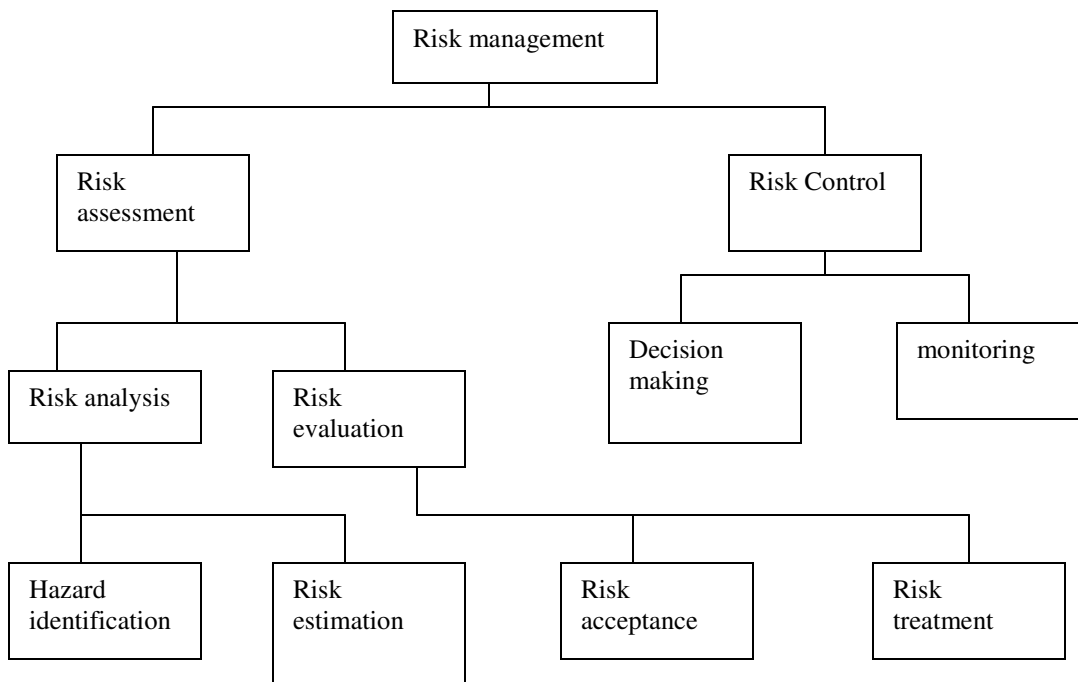 Risk management
Risk
assessment
Risk Control
Decision
making
monitoring
Risk analysis
Risk
evaluation
Hazard
identification
Risk
estimation
Risk
acceptance
Risk
treatment